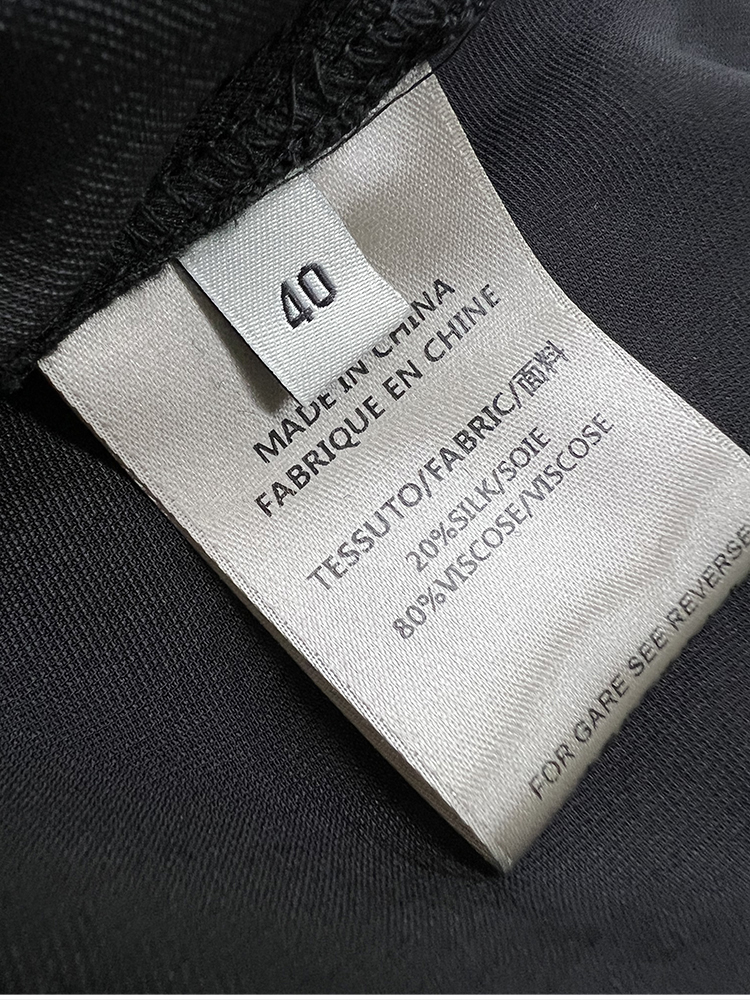 40
MADE IN CHINA
FABRIQUE EN CHINE
TESSUTO/FABRIC/面料
20%SILK/SOIE
80%VISCOSE/VISCOSE
FOR GARE SEE REVERSE